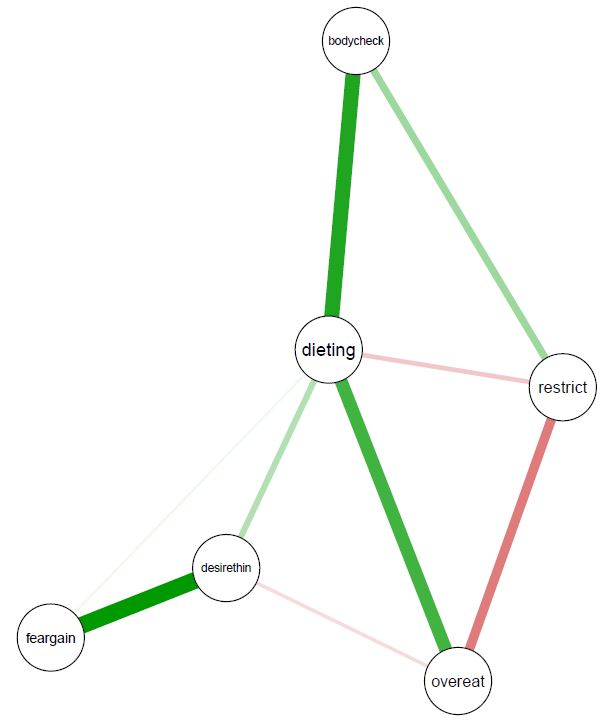 bodycheck
dieting
restrict
desirethin
feargain
overeat